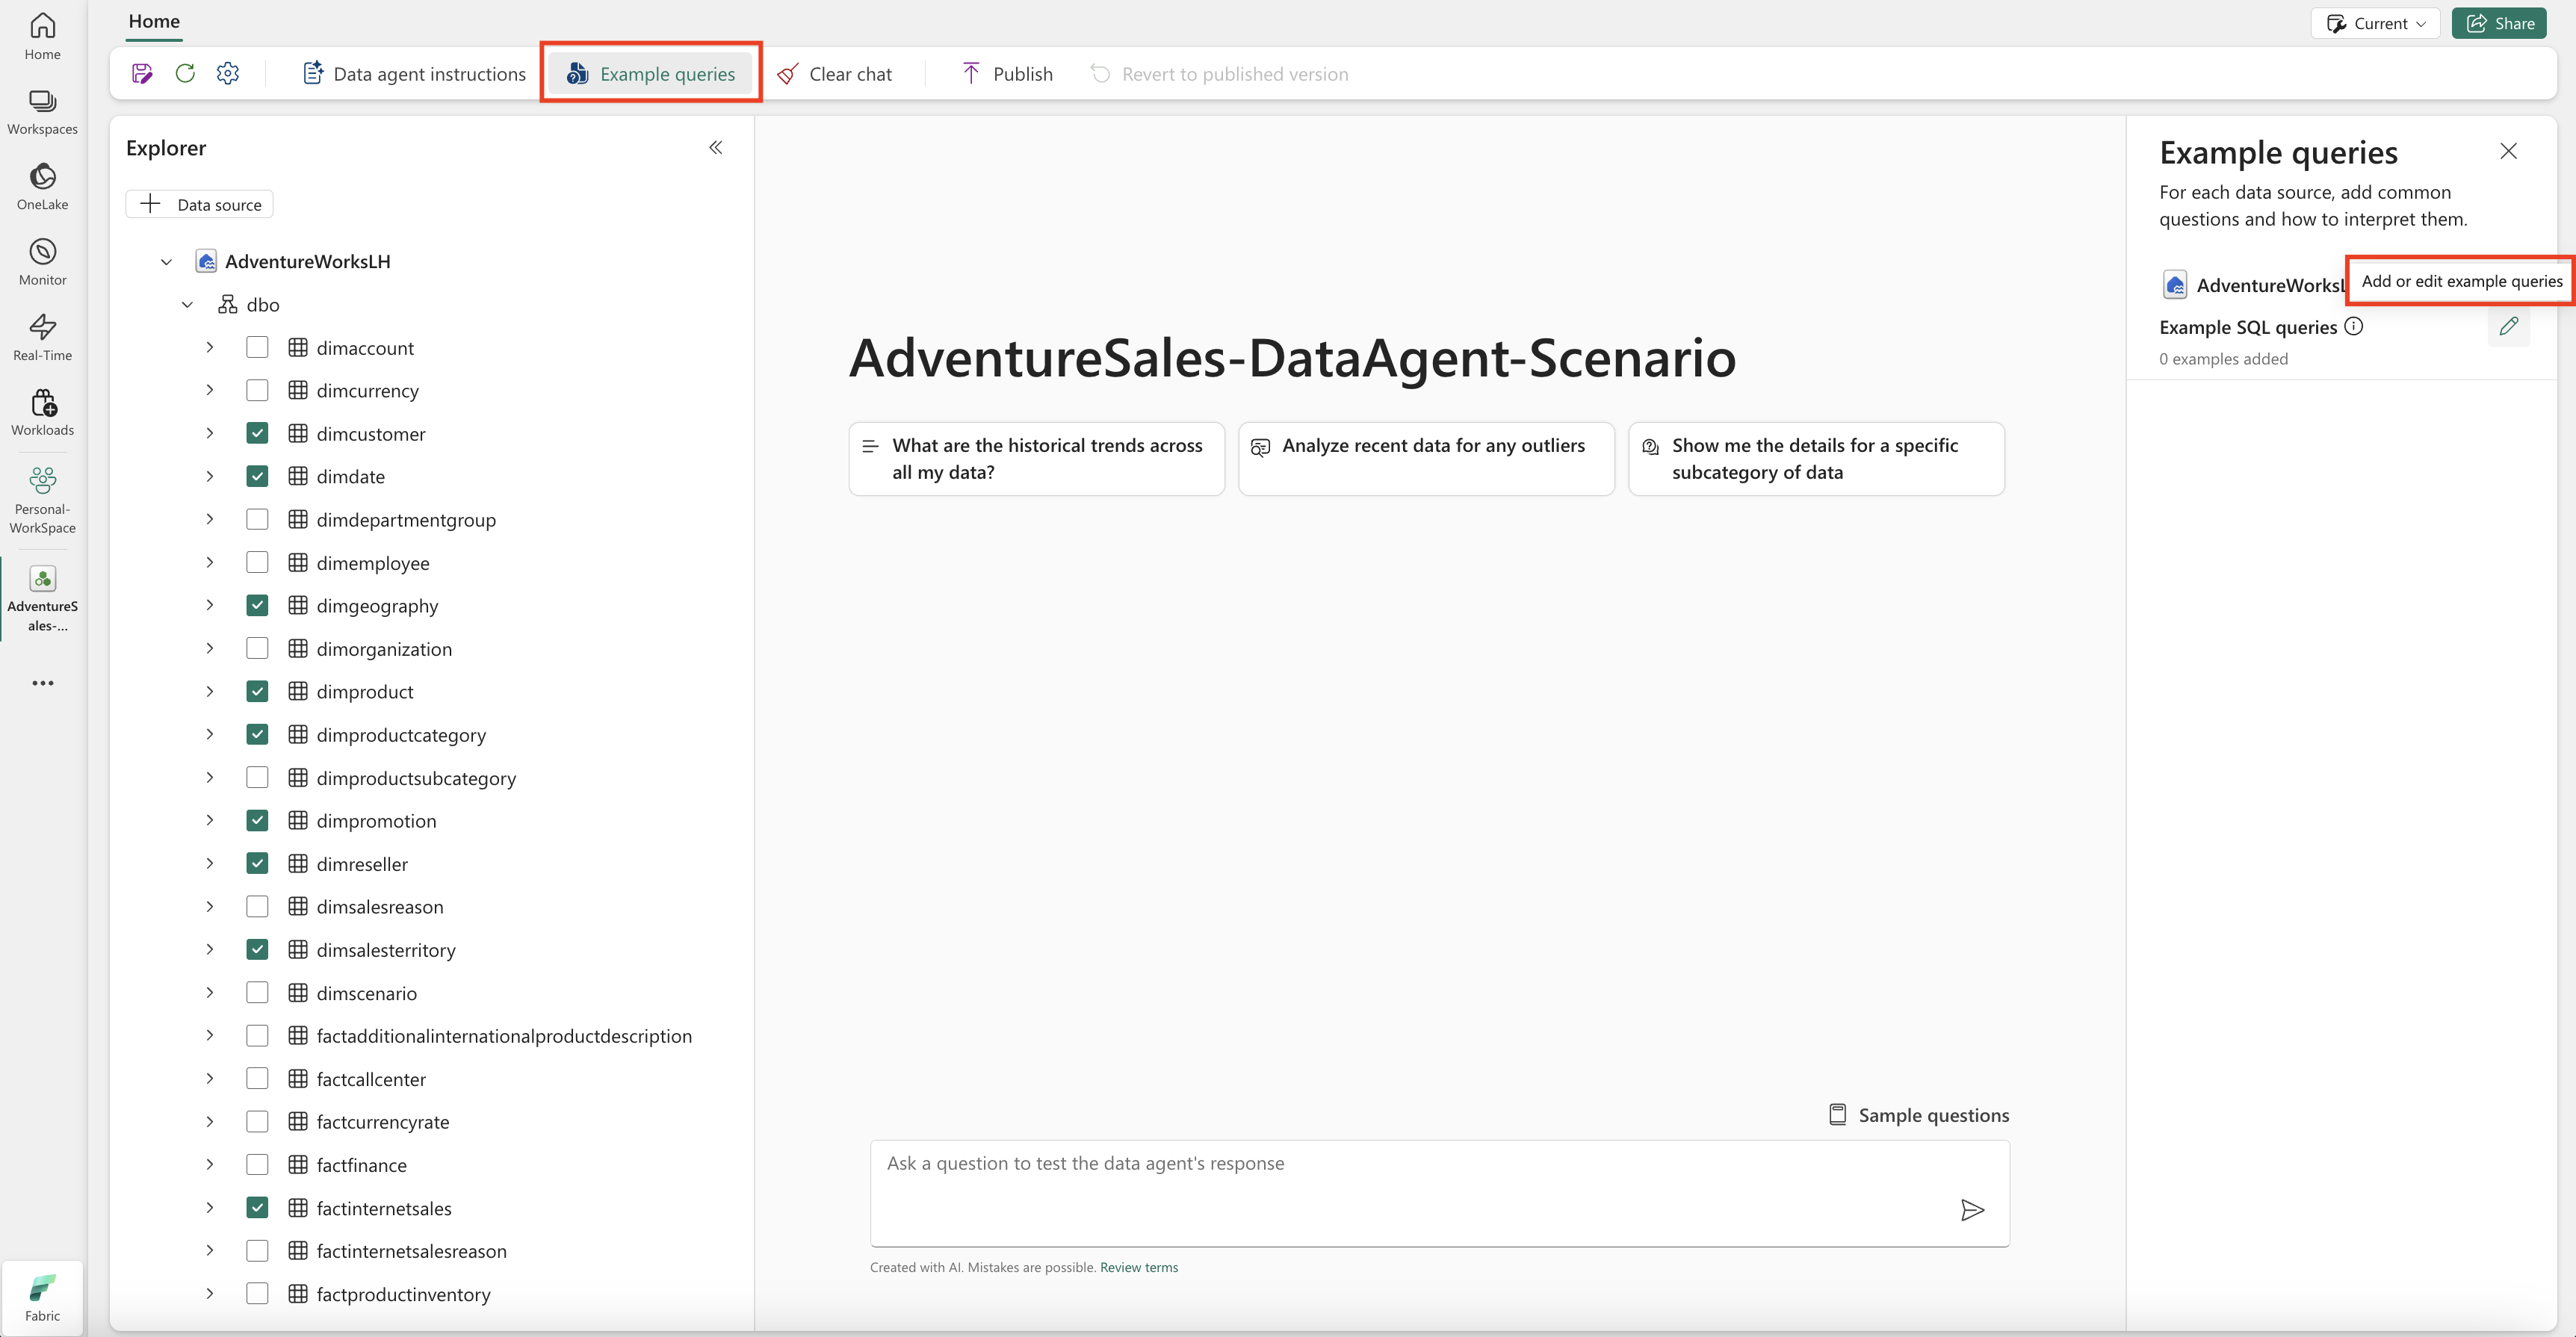 Home
Current
Share
Data agent instructions
Example queries
Clear chat
Publish
Revert to published version
Home
Workspaces
OneLake
Monitor
Real-Time
Workloads
Personal-
WorkSpace
AdventureS
ales-...
Fabric
Explorer
Data source
AdventureWorksLH
dbo
dimaccount
dimcurrency
dimcustomer
dimdate
dimdepartmentgroup
dimemployee
dimgeography
dimorganization
dimproduct
dimproductcategory
dimproductsubcategory
dimpromotion
dimreseller
dimsalesreason
dimsalesterritory
dimscenario
factadditionalinternationalproductdescription
factcallcenter
factcurrencyrate
factfinance
factinternetsales
factinternetsalesreason
factproductinventory
AdventureSales-DataAgent-Scenario
What are the historical trends across
all my data?
Analyze recent data for any outliers
Show me the details for a specific
subcategory of data
Sample questions
Ask a question to test the data agent's response
Created with AI. Mistakes are possible. Review terms
Example queries
For each data source, add common
questions and how to interpret them.
AdventureWorksL
Add or edit example queries
Example SQL queries
0 examples added